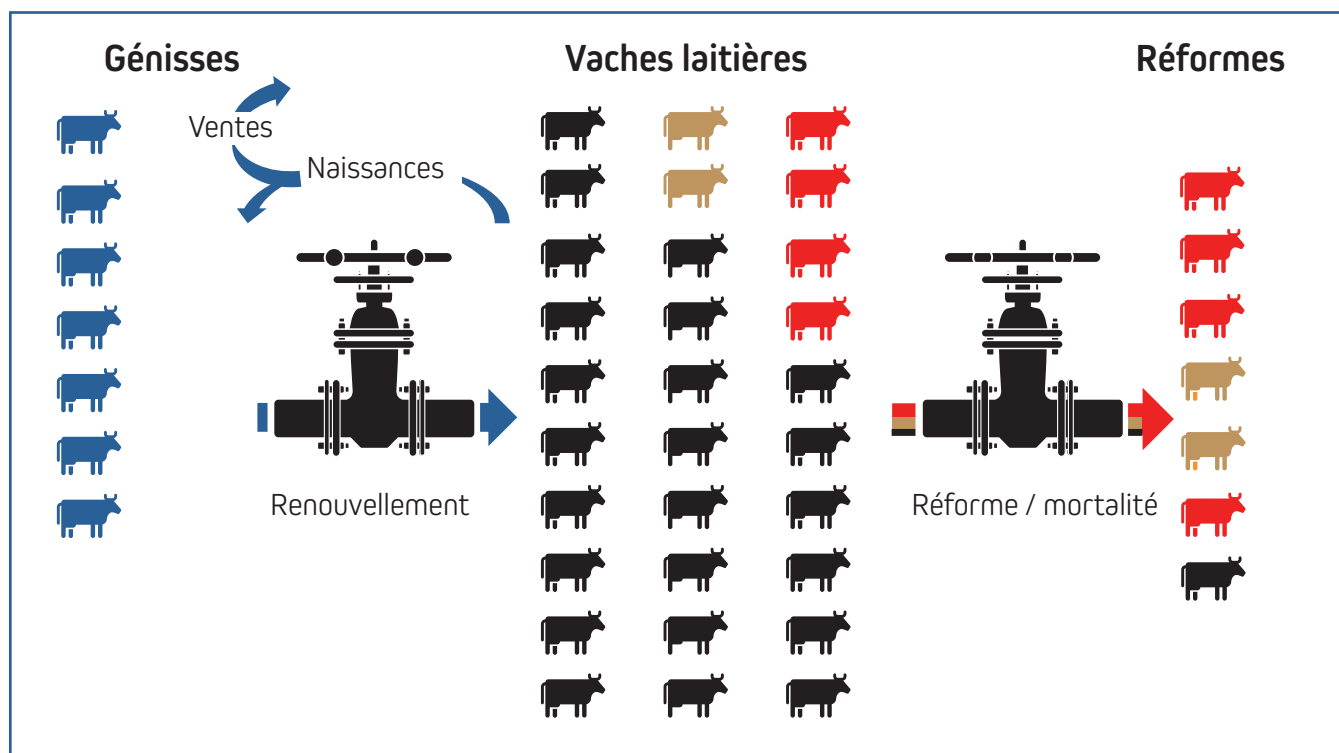 Génisses
Vaches laitières
Réformes
Ventes
Naissances
Renouvellement
Réforme / mortalité